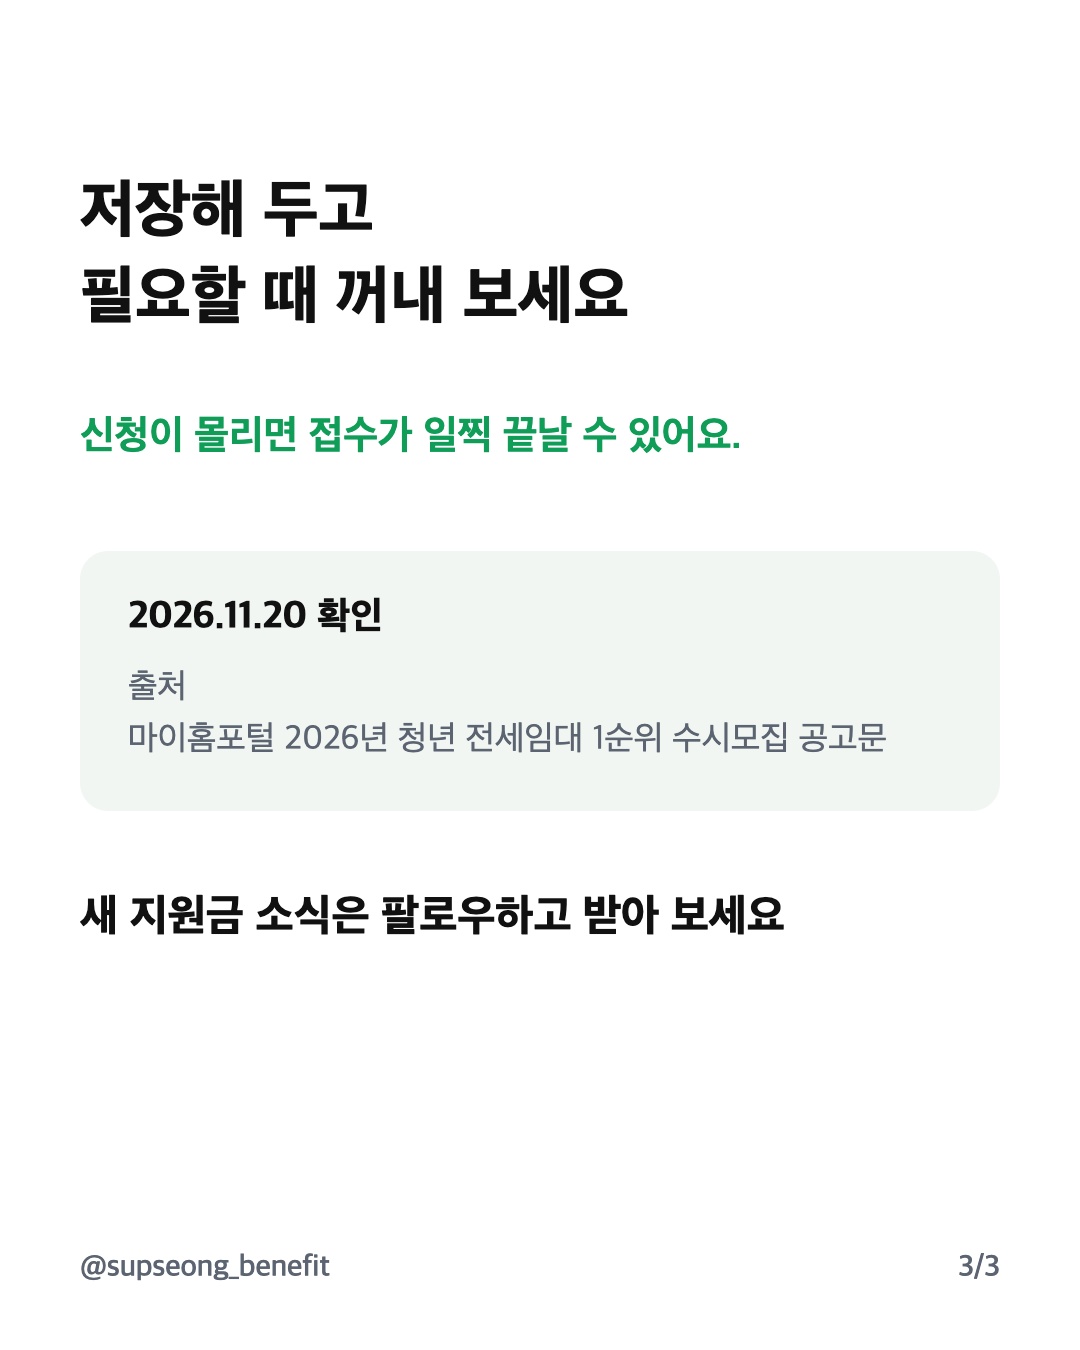 저장해 두고
필요할 때 꺼내 보세요
신청이 몰리면 접수가 일찍 끝날 수 있어요.
2026.11.20 확인
출처
마이홈포털 2026년 청년 전세임대 1순위 수시모집 공고문
새 지원금 소식은 팔로우하고 받아 보세요
@supseong_benefit
3/3